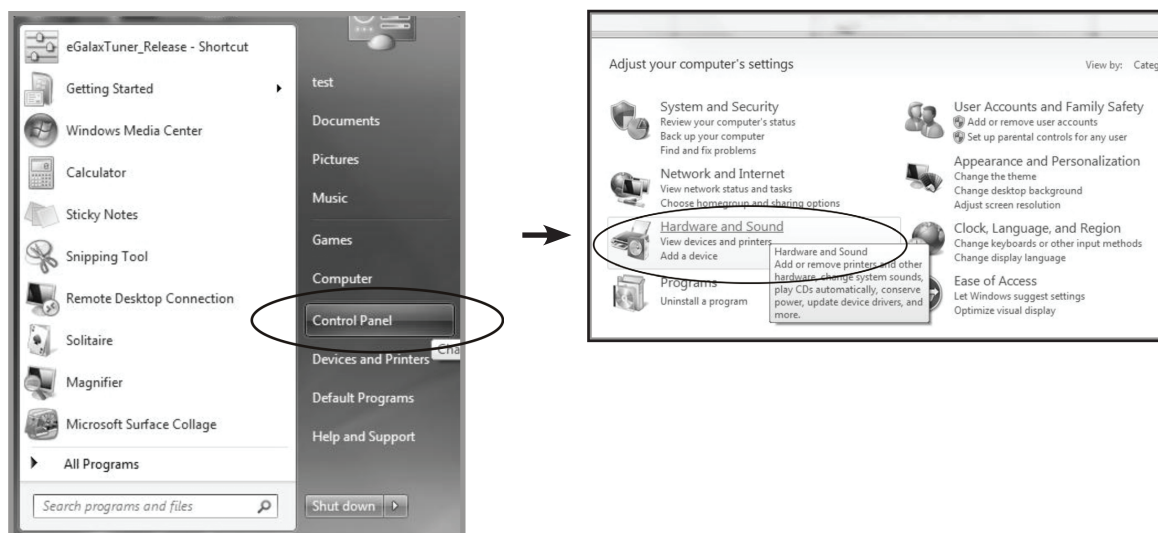 eGalaxTuner_Release - Shortcut
Getting Started
Windows Media Center
Calculator
Sticky Notes
Snipping Tool
Remote Desktop Connection
Solitaire
Magnifier
Microsoft Surface Collage
All Programs
Search programs and files
test
Documents
Pictures
Music
Games
Computer
Control Panel
Devices and Printers
Default Programs
Help and Support
Shut down
Adjust your computer's settings
View by:
System and Security
Review your computer's status
Back up your computer
Find and fix problems
Network and Internet
View network status and tasks
Choose homegroup and sharing options
Hardware and Sound
View devices and printers
Add a device
Programs
Uninstall a program
Hardware and Sound
Add or remove printers and other
hardware, change system sounds,
play CDs automatically, conserve
power, update device drivers, and
more.
User Accounts and Family Safety
Add or remove user accounts
Set up parental controls for any user
Appearance and Personalization
Change the theme
Change desktop background
Adjust screen resolution
Clock, Language, and Region
Change keyboards or other input methods
Change display language
Ease of Access
Let Windows suggest settings
Optimize visual display